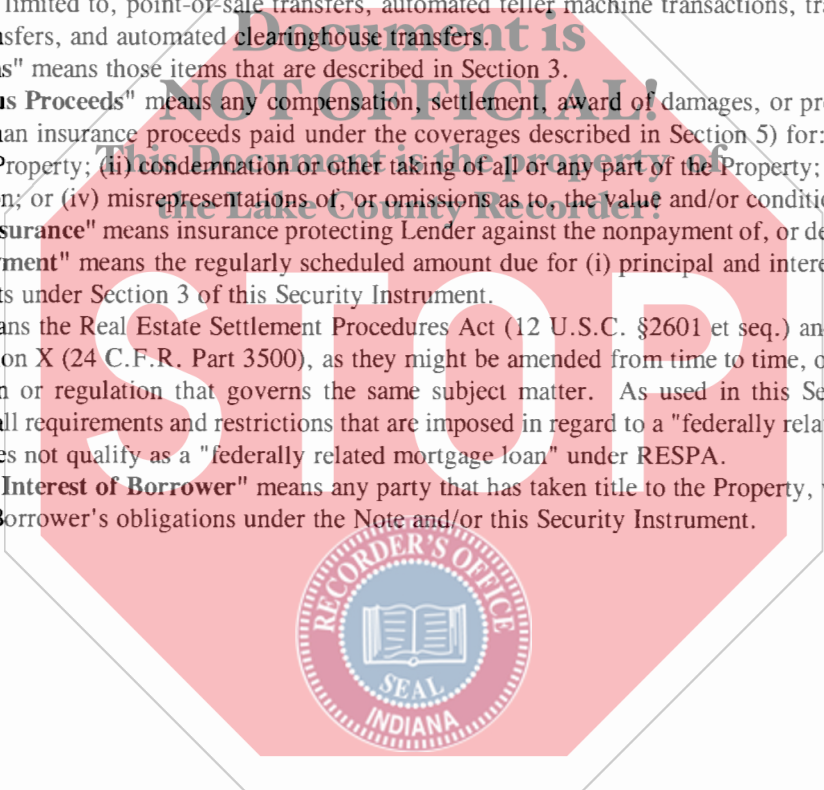 limited to, point-of-sale transfers, automated teller machine transactions, tra
nsfers, and automated clearinghouse transfers.
Document is
ns" means those items that are described in Section 3.
us Proceeds" means any compensation, settlement, award of damages, or pro
NOT OFFICIAL!
an insurance proceeds paid under the coverages described in Section 5) for:
Property; (ii) condemnation or other taking of all or any part of the Property;
This Document is the property of
n; or (iv) misrepresentations of, or omissions as to, the value and/or conditio
the Lake County Recorder!
surance" means insurance protecting Lender against the nonpayment of, or de
ment" means the regularly scheduled amount due for (i) principal and intere
ts under Section 3 of this Security Instrument.
ans the Real Estate Settlement Procedures Act (12 U.S.C. §2601 et seq.) an
on X (24 C.F.R. Part 3500), as they might be amended from time to time, o
n or regulation that governs the same subject matter. As used in this Se
all requirements and restrictions that are imposed in regard to a "federally rela
es not qualify as a "federally related mortgage loan" under RESPA.
Interest of Borrower" means any party that has taken title to the Property,
Borrower's obligations under the Note and/or this Security Instrument.
STOP
RECORDER'S OFFICE
SEAL
INDIANA